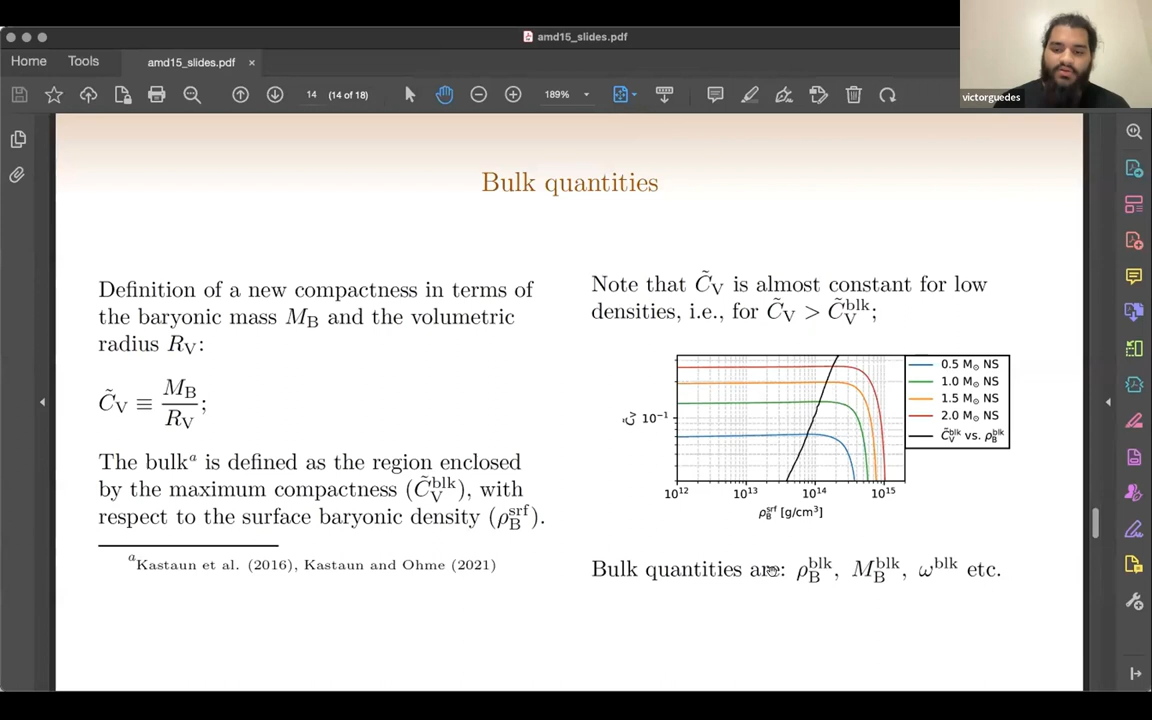 amd15_slides.pdf
Home Tools amd15_slides.pdf ×
14 (14 of 18) 189%
victorguedes
Bulk quantities
Definition of a new compactness in terms of
the baryonic mass M_B and the volumetric
radius R_V:
C̃_V ≡ M_B / R_V;
The bulk^a is defined as the region enclosed
by the maximum compactness (C̃_V^blk), with
respect to the surface baryonic density (ρ_B^srf).
^a Kastaun et al. (2016), Kastaun and Ohme (2021)
Note that C̃_V is almost constant for low
densities, i.e., for C̃_V > C̃_V^blk;
0.5 M⊙ NS
1.0 M⊙ NS
1.5 M⊙ NS
2.0 M⊙ NS
C̃_V^blk vs. ρ_B^blk
C̃_V
10^-1
10^12 10^13 10^14 10^15
ρ_B^srf [g/cm^3]
Bulk quantities are: ρ_B^blk, M_B^blk, ω^blk etc.